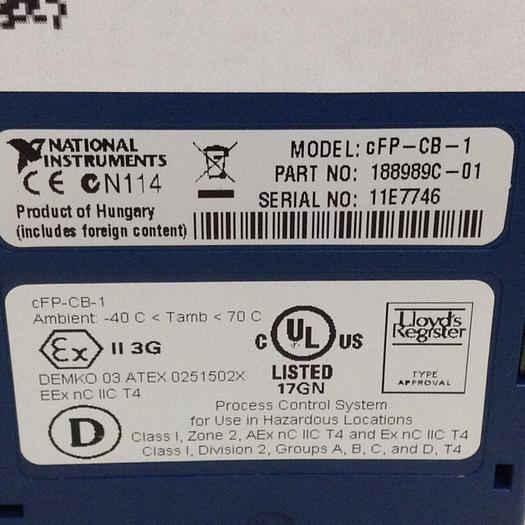 NATIONAL
INSTRUMENTS
CE N114
Product of Hungary
(includes foreign content)
MODEL: cFP-CB-1
PART NO: 188989C-01
SERIAL NO: 11E7746
cFP-CB-1
Ambient: -40 C < Tamb < 70 C
Ex II 3G
DEMKO 03 ATEX 0251502X
EEx nC IIC T4
D
C UL US
LISTED
17GN
Lloyd's
Register
TYPE
APPROVAL
Process Control System
for Use in Hazardous Locations
Class I, Zone 2, AEx nC IIC T4 and Ex nC IIC T4
Class I, Division 2, Groups A, B, C, and D, T4